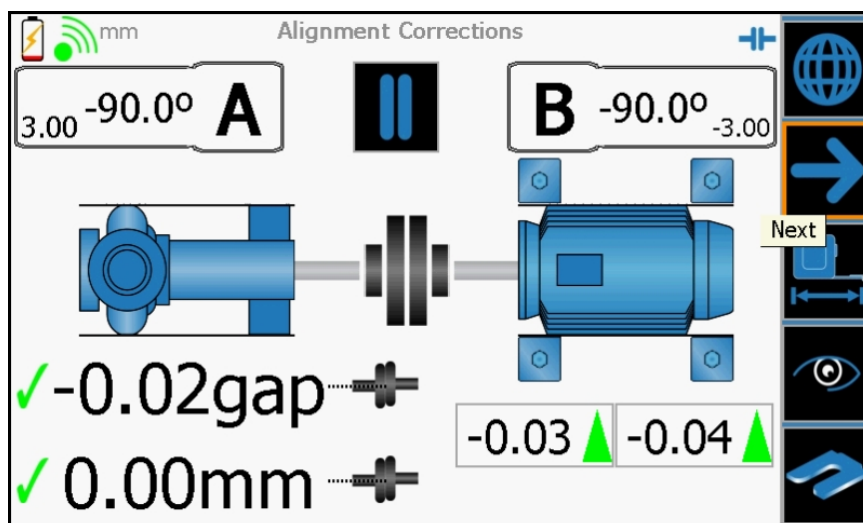 mm Alignment Corrections
3.00 -90.0º A
B -90.0º -3.00
Next
-0.02gap
-0.03 -0.04
0.00mm